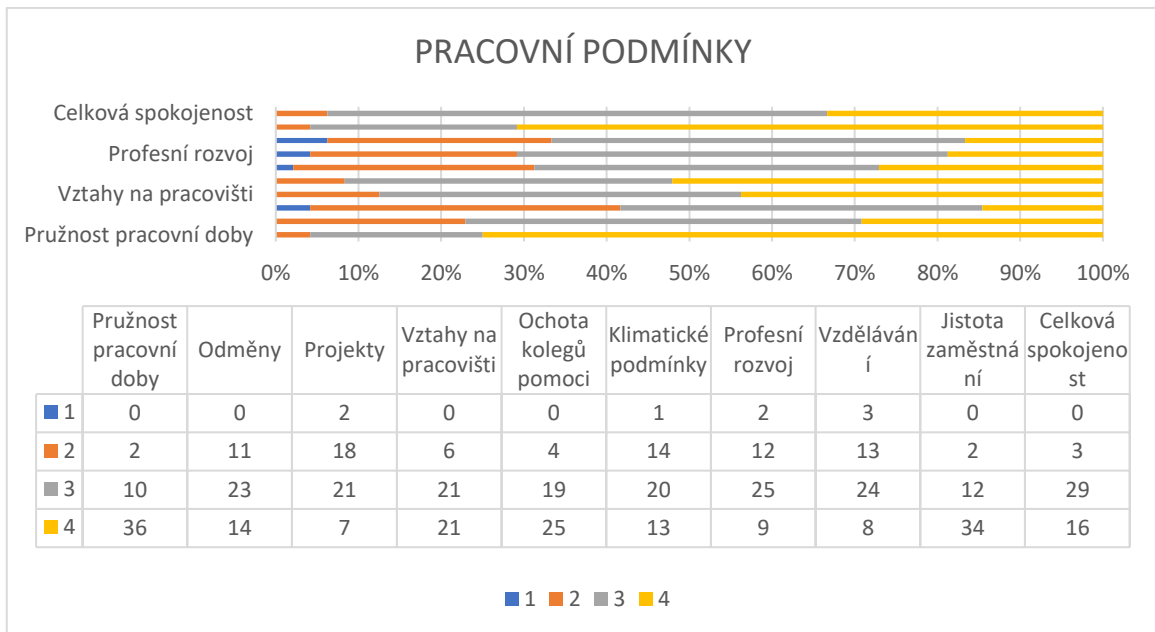 PRACOVNÍ PODMÍNKY
Celková spokojenost
Profesní rozvoj
Vztahy na pracovišti
Pružnost pracovní doby
0% 10% 20% 30% 40% 50% 60% 70% 80% 90% 100%
Pružnost
pracovní
doby
Odměny
Projekty
Vztahy na
pracovišti
Ochota
kolegů
pomoci
Klimatické
podmínky
Profesní
rozvoj
Vzděláván
í
Jistota
zaměstná
ní
Celková
spokojeno
st
1 0 0 2 0 0 1 2 3 0 0
2 2 11 18 6 4 14 12 13 2 3
3 10 23 21 21 19 20 25 24 12 29
4 36 14 7 21 25 13 9 8 34 16
1 2 3 4